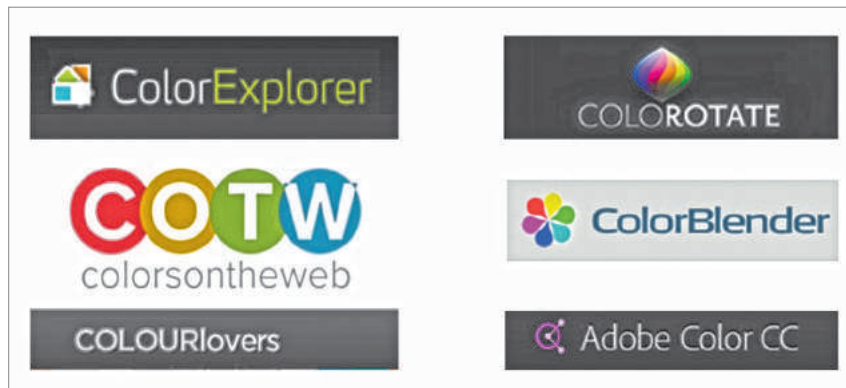 ColorExplorer
COLOROTATE
COTW
colorsontheweb
ColorBlender
COLOURlovers
Adobe Color CC